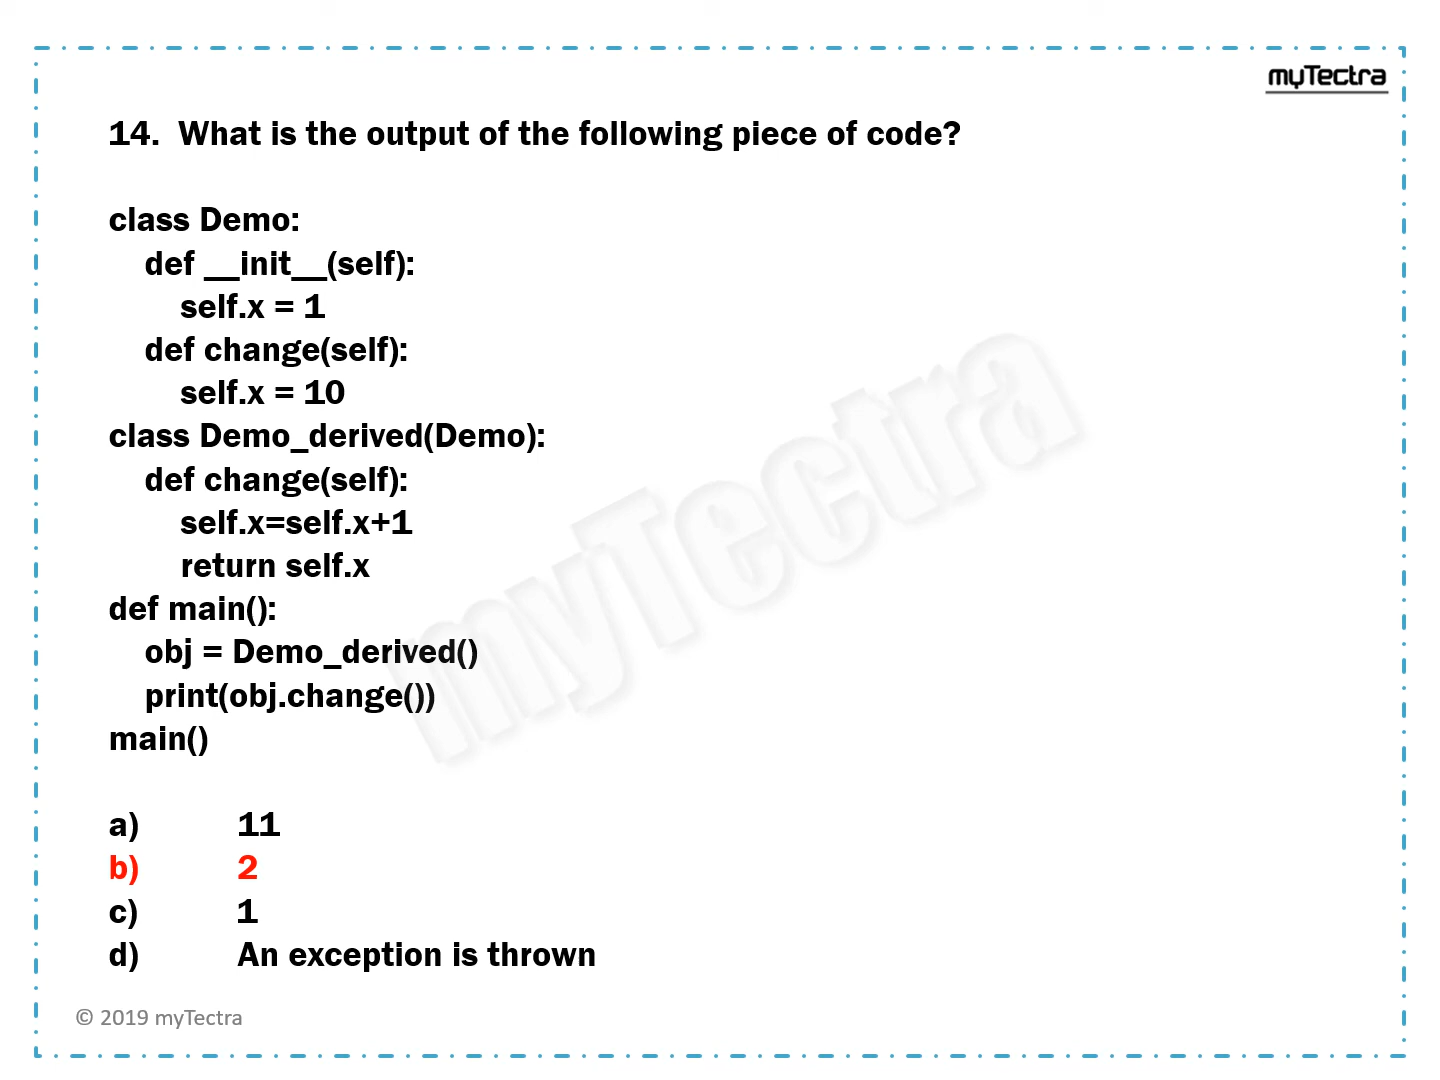 myTectra
14.  What is the output of the following piece of code?
class Demo:
def __init__(self):
self.x = 1
def change(self):
self.x = 10
class Demo_derived(Demo):
def change(self):
self.x=self.x+1
return self.x
def main():
obj = Demo_derived()
print(obj.change())
main()
a) 11
b) 2
c) 1
d) An exception is thrown
myTectra
© 2019 myTectra